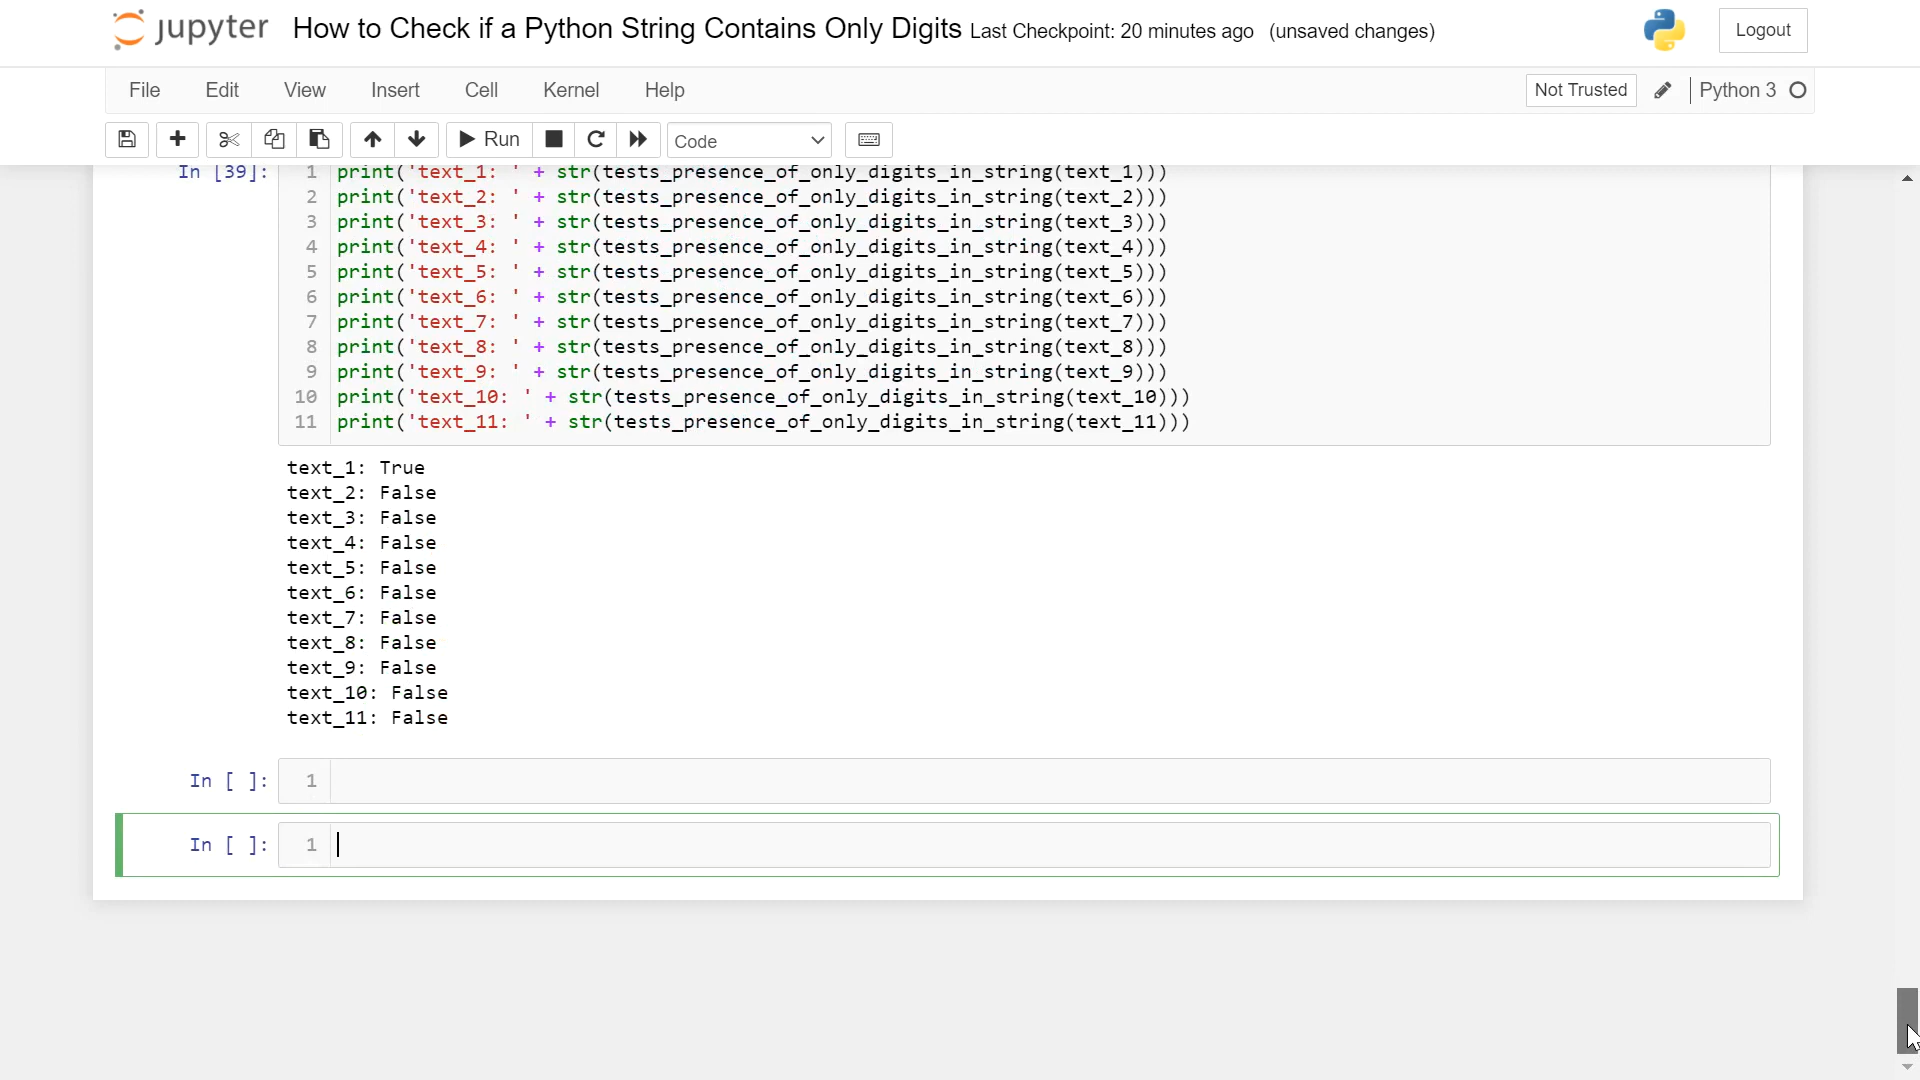 jupyter How to Check if a Python String Contains Only Digits Last Checkpoint: 20 minutes ago (unsaved changes) Logout
File Edit View Insert Cell Kernel Help Not Trusted Python 3
Run Code
In [39]: 1 print('text_1: ' + str(tests_presence_of_only_digits_in_string(text_1)))
2 print('text_2: ' + str(tests_presence_of_only_digits_in_string(text_2)))
3 print('text_3: ' + str(tests_presence_of_only_digits_in_string(text_3)))
4 print('text_4: ' + str(tests_presence_of_only_digits_in_string(text_4)))
5 print('text_5: ' + str(tests_presence_of_only_digits_in_string(text_5)))
6 print('text_6: ' + str(tests_presence_of_only_digits_in_string(text_6)))
7 print('text_7: ' + str(tests_presence_of_only_digits_in_string(text_7)))
8 print('text_8: ' + str(tests_presence_of_only_digits_in_string(text_8)))
9 print('text_9: ' + str(tests_presence_of_only_digits_in_string(text_9)))
10 print('text_10: ' + str(tests_presence_of_only_digits_in_string(text_10)))
11 print('text_11: ' + str(tests_presence_of_only_digits_in_string(text_11)))
text_1: True
text_2: False
text_3: False
text_4: False
text_5: False
text_6: False
text_7: False
text_8: False
text_9: False
text_10: False
text_11: False
In [ ]: 1
In [ ]: 1